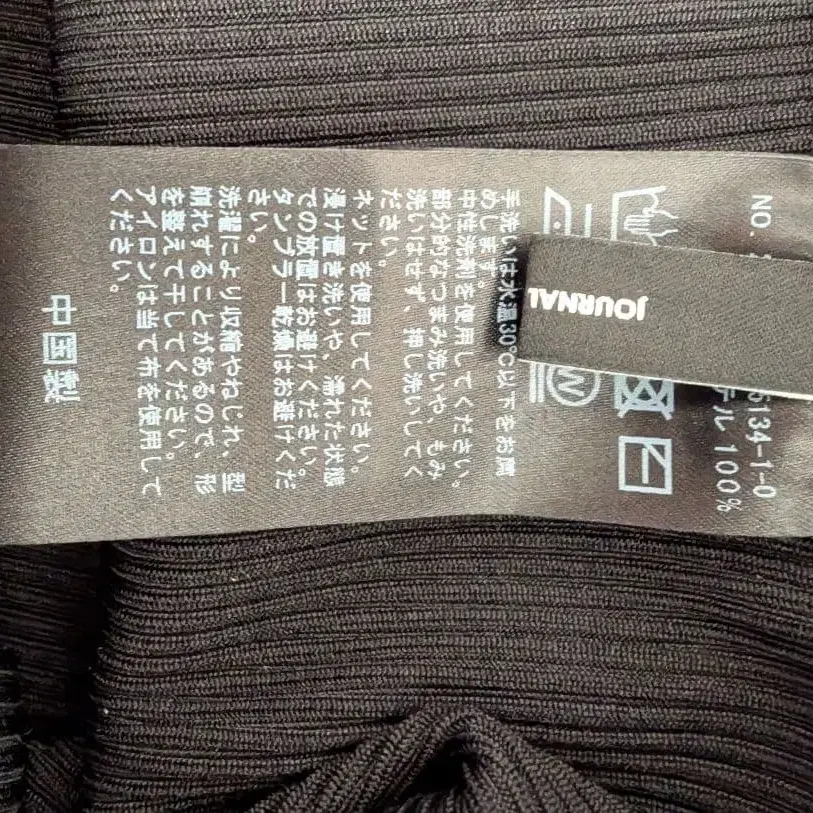 NO.
6134-1-0
テル 100%
JOURNAL
W
手洗いは水温30℃以下をお薦
めします。
中性洗剤を使用してください。
部分的なつまみ洗いや、もみ
洗いはせず、押し洗いしてく
ださい。
ネットを使用してください。
浸け置き洗いや、濡れた状態
での放置はお避けください。
タンブラー乾燥はお避けくだ
さい。
洗濯により収縮やねじれ、型
崩れすることがあるので、形
を整えて干してください。
アイロンは当て布を使用して
ください。
中国製